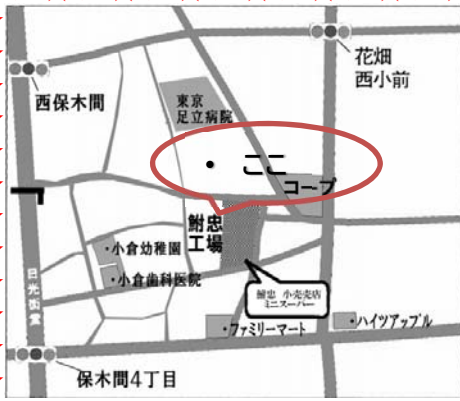 花畑
西小前
西保木間
東京
足立病院
ここ
コープ
鮒忠
工場
・小倉幼稚園
・小倉歯科医院
日光街道
鮒忠 小売売店
ミニスーパー
・ファミリーマート
・ハイツアップル
保木間4丁目